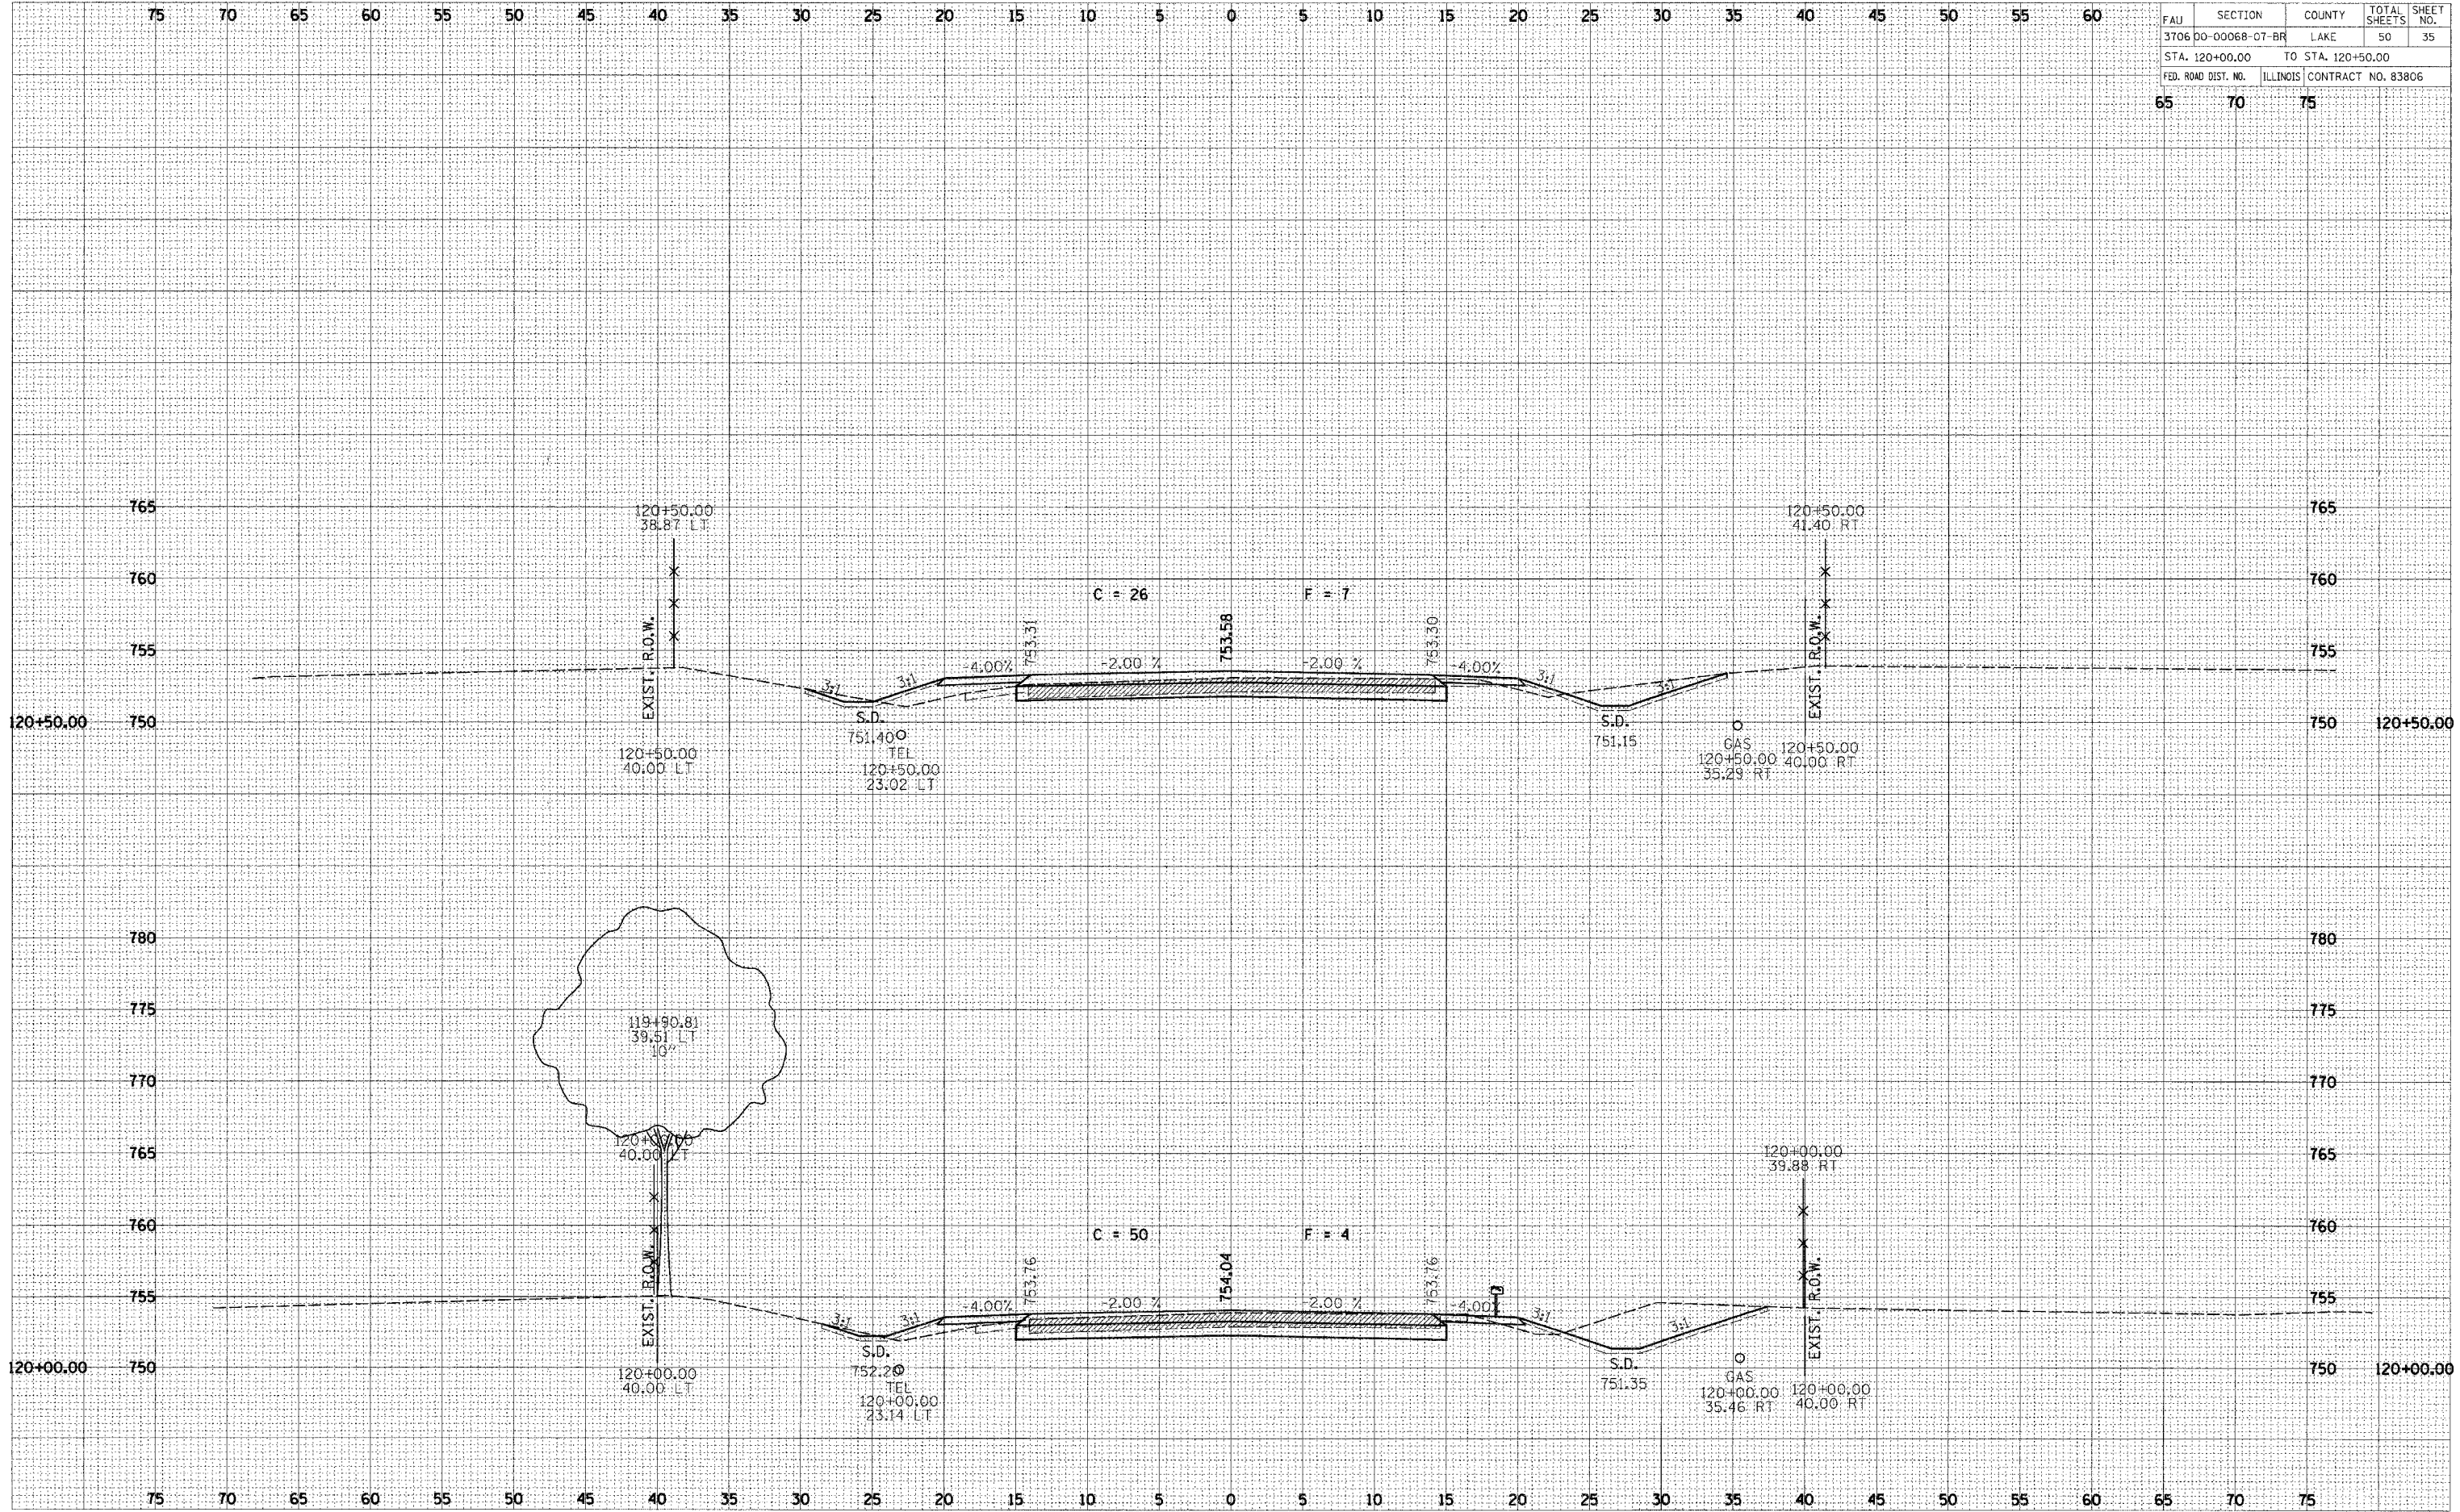 75 70 65 60 55 50 45 40 35 30 25 20 15 10 5 0 5 10 15 20 25 30 35 40 45 50 55 60
FAU SECTION COUNTY TOTAL SHEETS SHEET NO.
3706 00-00068-07-BR LAKE 50 35
STA. 120+00.00 TO STA. 120+50.00
FED. ROAD DIST. NO. ILLINOIS CONTRACT NO. 83806
65 70 75
765 765
120+50.00
38.87 LT
120+50.00
41.40 RT
760 760
C = 26 F = 7
755 755
EXIST. R.O.W.
753.31
753.58
753.30
EXIST. R.O.W.
-4.00% -2.00 % -2.00 % -4.00%
3:1 3:1 3:1 3:1
120+50.00 750 750 120+50.00
S.D.
751.40
TEL
120+50.00
23.02 LT
S.D.
751.15
GAS
120+50.00
35.29 RT
120+50.00
40.00 LT
120+50.00
40.00 RT
780 780
775 775
119+90.81
39.51 LT
10"
770 770
765 765
40.00 LT
120+00.00
39.88 RT
760 760
C = 50 F = 4
755 755
EXIST. R.O.W.
753.76
754.04
753.76
EXIST. R.O.W.
-4.00% -2.00 % -2.00 %
3:1 3:1 3:1 3:1
120+00.00 750 750 120+00.00
S.D.
TEL
120+00.00
23.14 LT
S.D.
751.35
GAS
120+00.00
35.46 RT
120+00.00
40.00 LT
120+00.00
40.00 RT
75 70 65 60 55 50 45 40 35 30 25 20 15 10 5 0 5 10 15 20 25 30 35 40 45 50 55 60 65 70 75